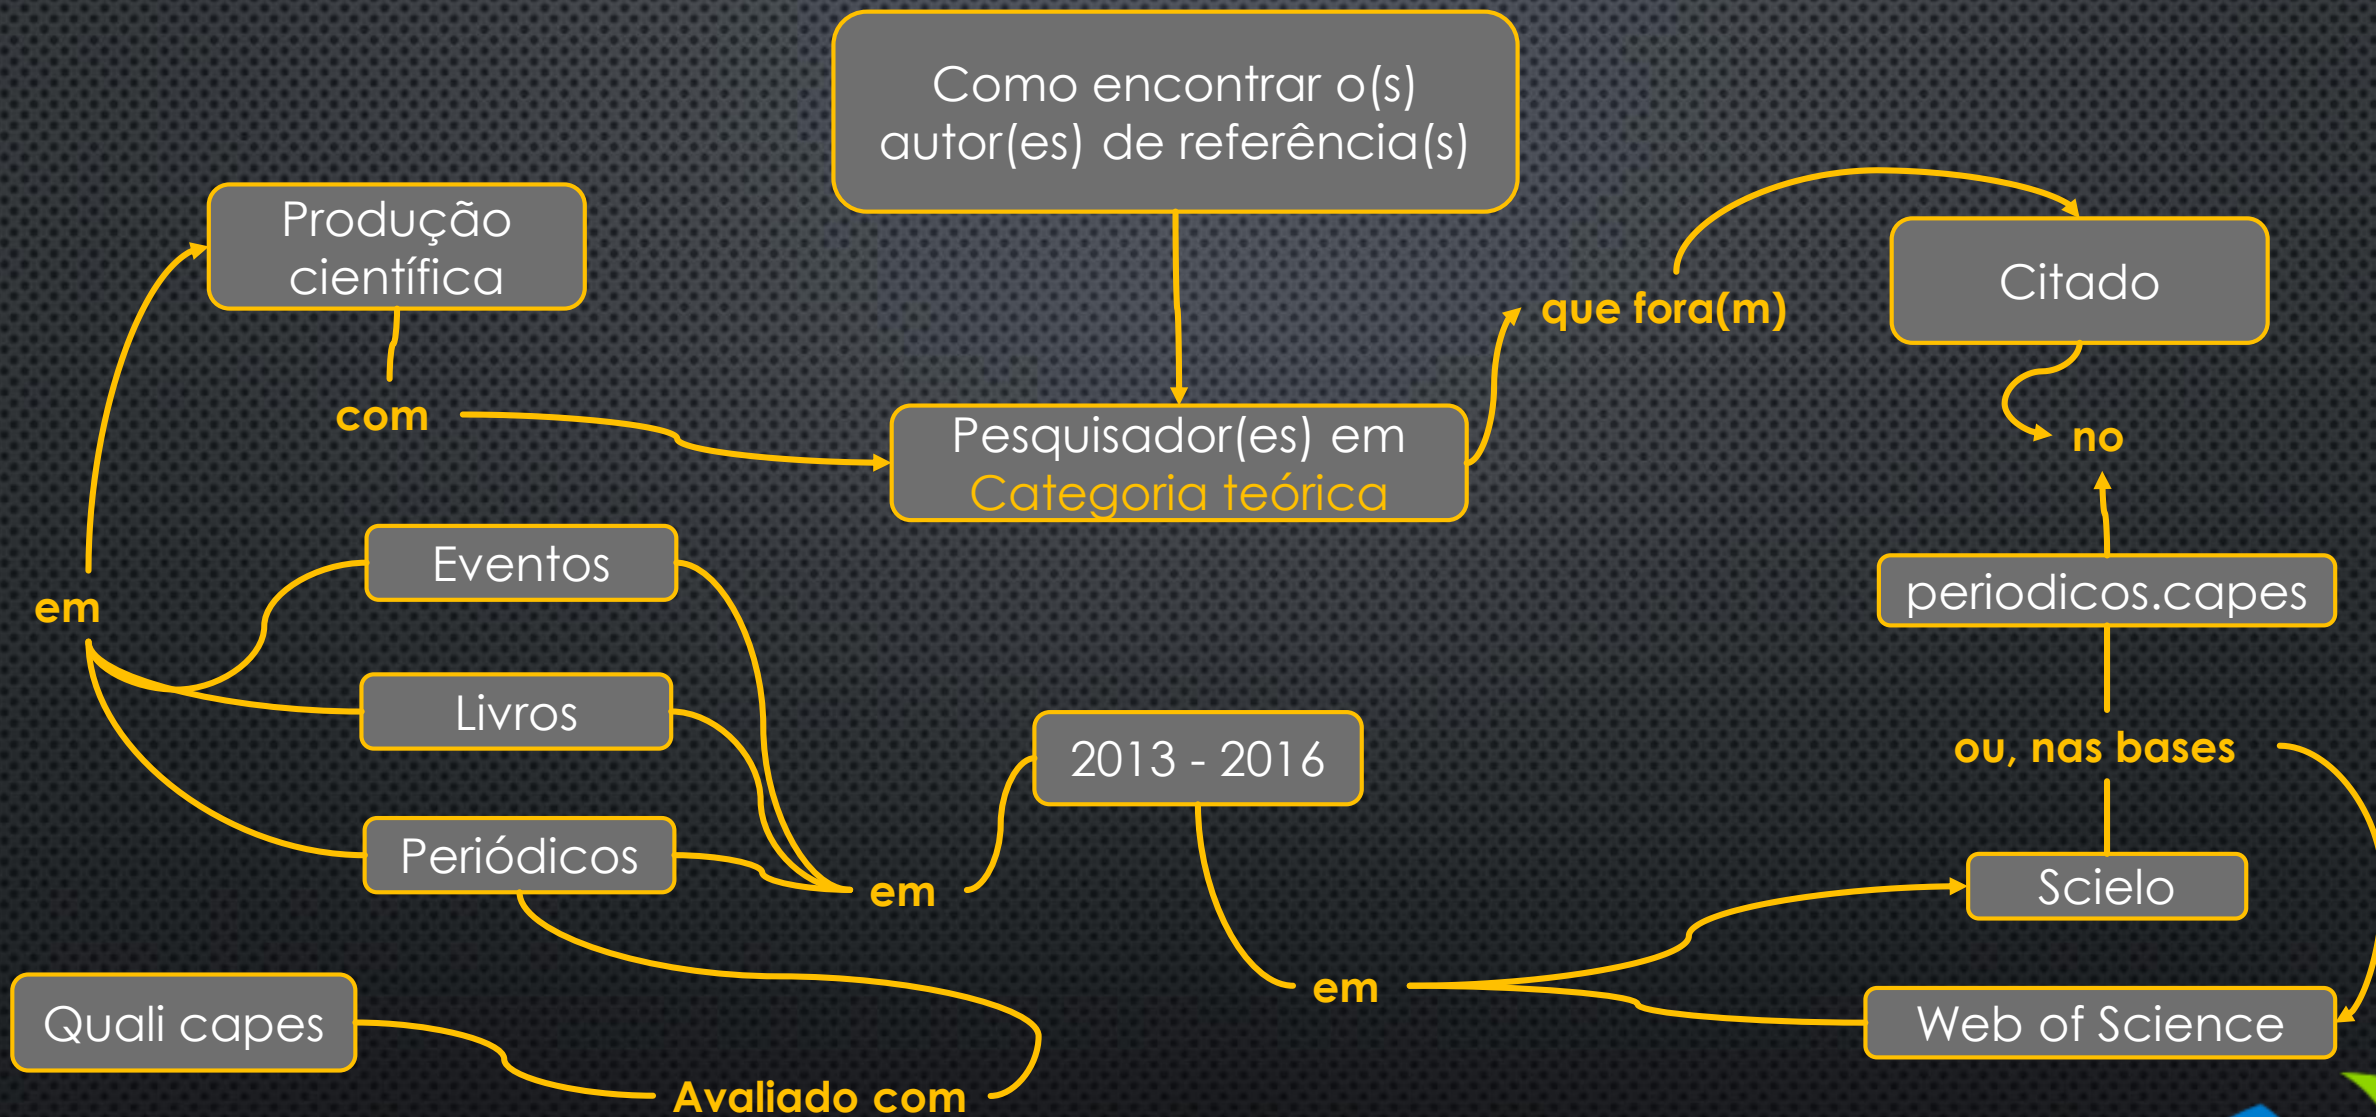 Como encontrar o(s)
autor(es) de referência(s)
Produção
científica
Citado
que fora(m)
com
Pesquisador(es) em
Categoria teórica
no
Eventos
periodicos.capes
em
Livros
2013 - 2016
ou, nas bases
Periódicos
em
Scielo
em
Quali capes
Web of Science
Avaliado com